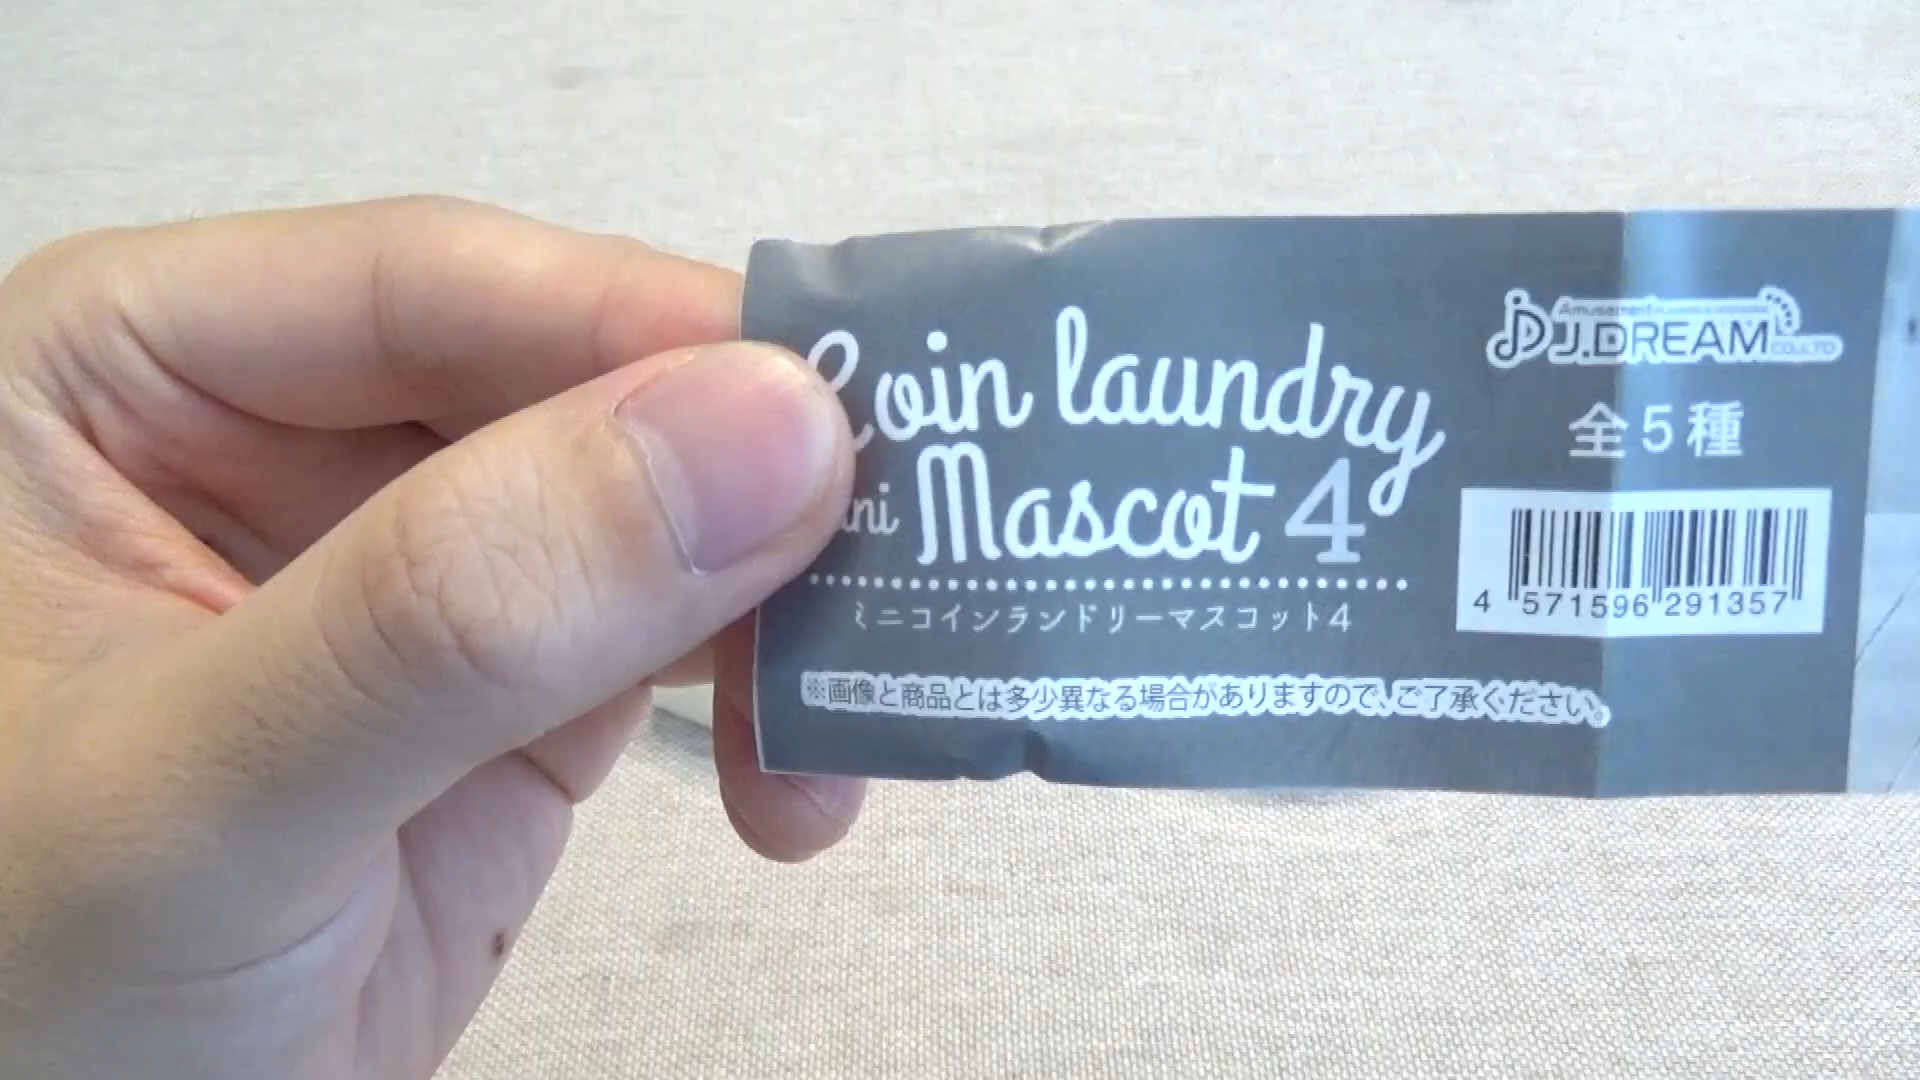 Coin laundry
Mascot 4
ミニコインランドリーマスコット4
※画像と商品とは多少異なる場合がありますので、ご了承ください。
Amusement
J.DREAM CO.,LTD
全5種
4 571596 291357